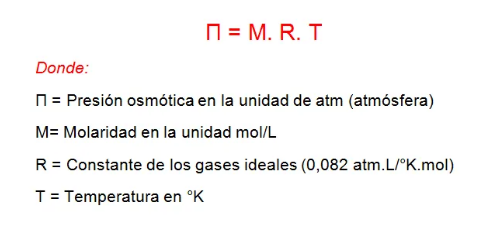 Π = M. R. T
Donde:
Π = Presión osmótica en la unidad de atm (atmósfera)
M= Molaridad en la unidad mol/L
R = Constante de los gases ideales (0,082 atm.L/°K.mol)
T = Temperatura en °K